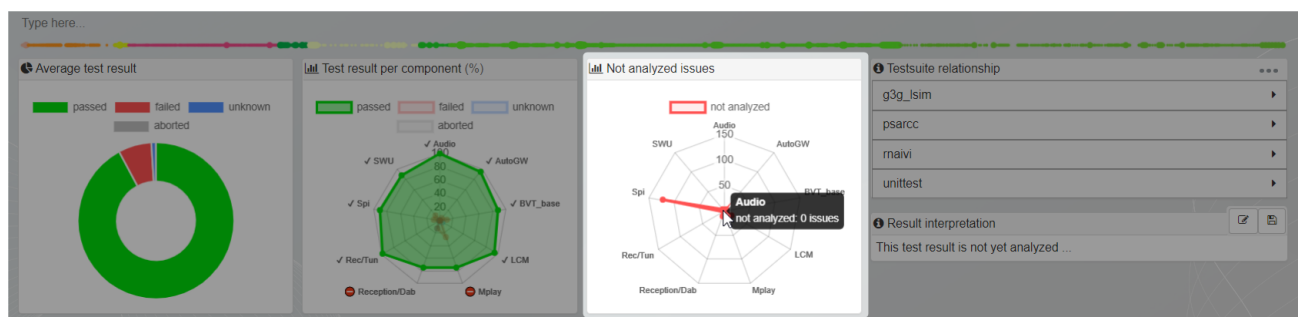 Type here...
Average test result
passed failed unknown
aborted
Test result per component (%)
passed failed unknown
aborted
✓ Audio
100
80
60
40
20
✓ SWU
✓ AutoGW
✓ Spi
✓ BVT_base
✓ Rec/Tun
✓ LCM
Reception/Dab
Mplay
Not analyzed issues
not analyzed
Audio
150
SWU
AutoGW
100
50
Spi
BVT_base
Audio
not analyzed: 0 issues
Rec/Tun
LCM
Reception/Dab
Mplay
Testsuite relationship
g3g_lsim
psarcc
rnaivi
unittest
Result interpretation
This test result is not yet analyzed ...